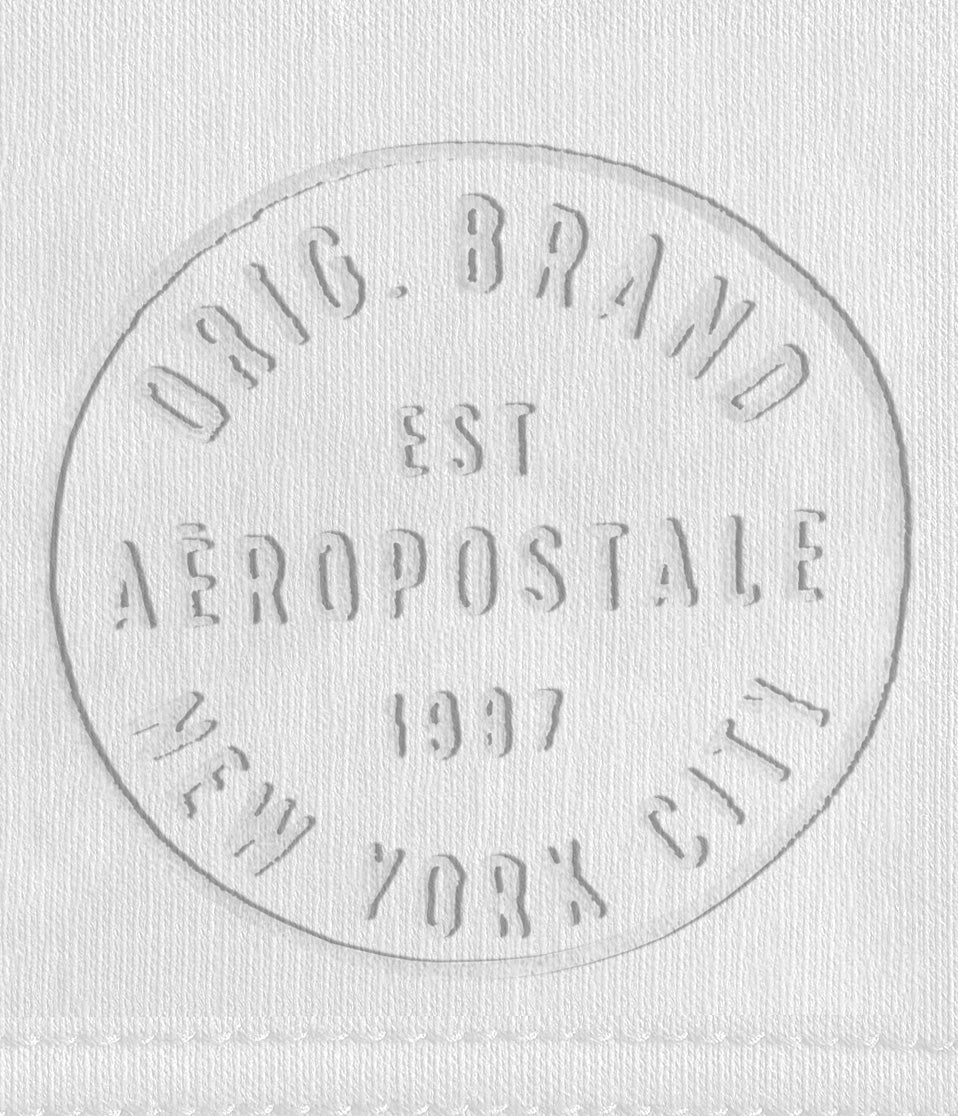 ORIG. BRAND
EST
AÉROPOSTALE
1987
NEW YORK CITY